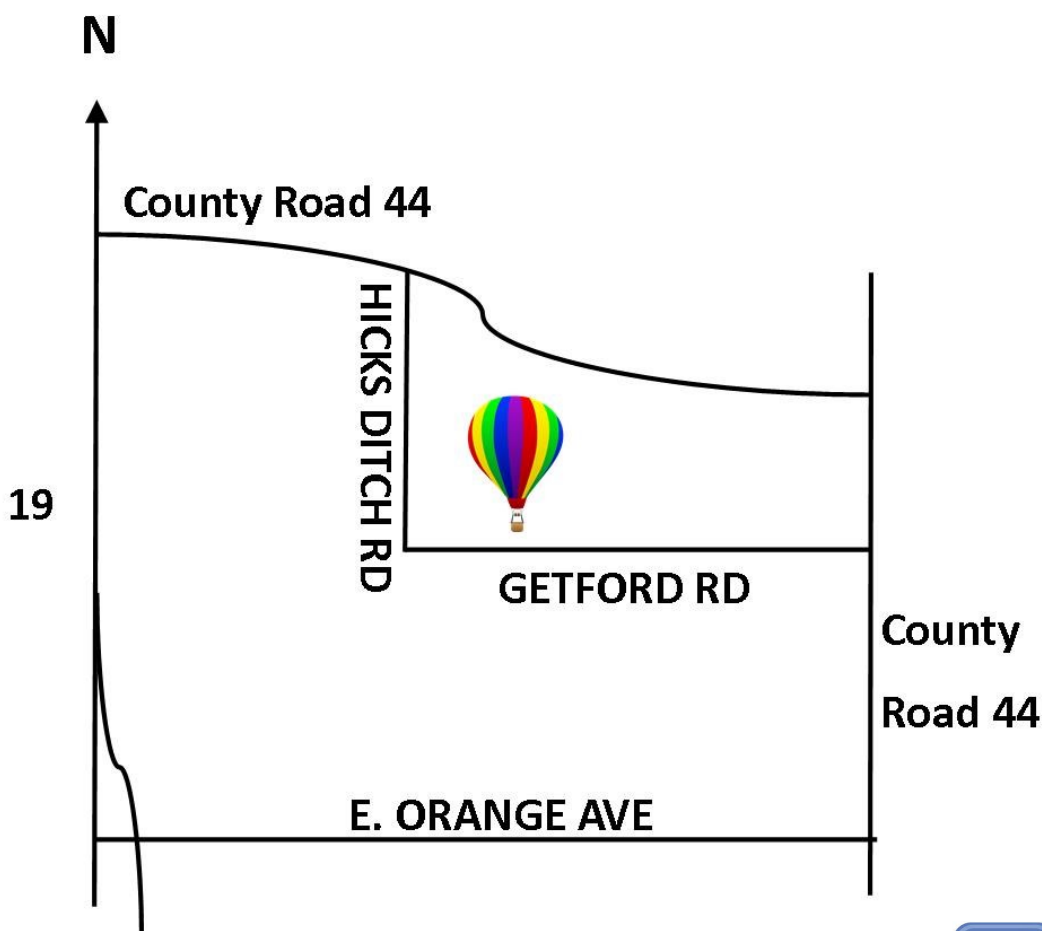 N
County Road 44
HICKS DITCH RD
19
GETFORD RD
County
Road 44
E. ORANGE AVE